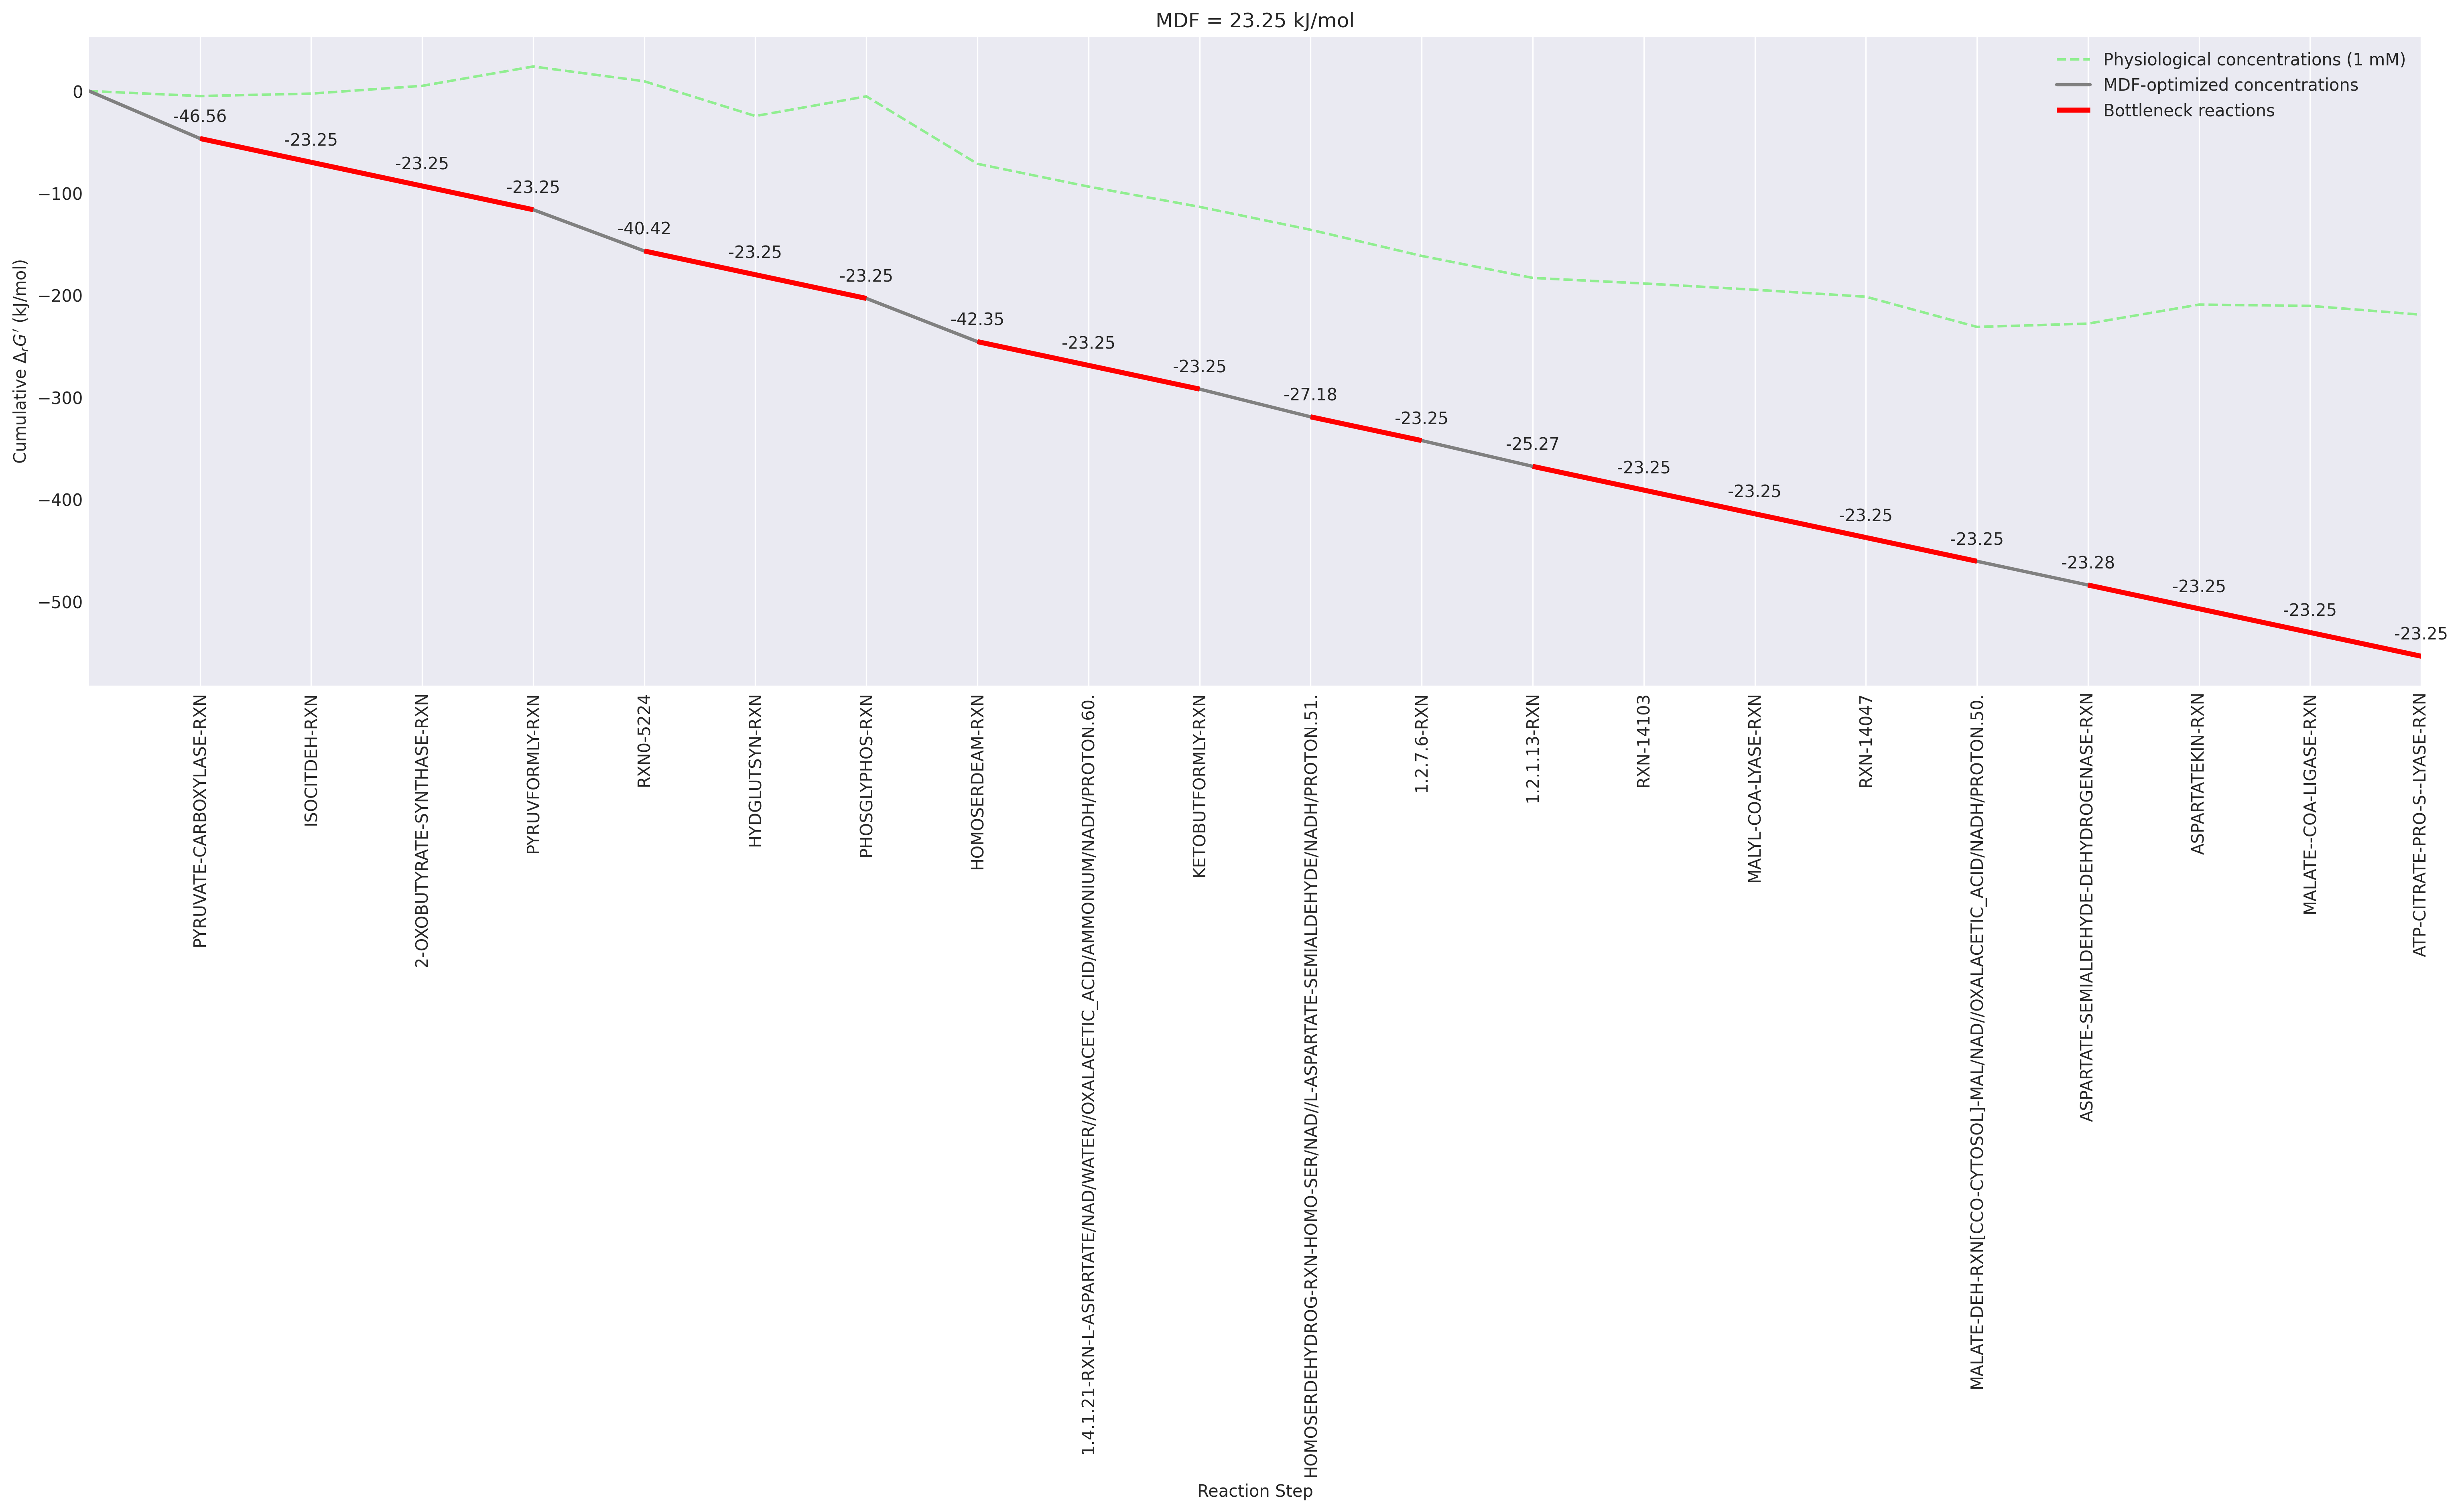 MDF = 23.25 kJ/mol
Physiological concentrations (1 mM)
MDF-optimized concentrations
Bottleneck reactions
Cumulative Δ_rG′ (kJ/mol)
0
−100
−200
−300
−400
−500
-46.56
-23.25
-23.25
-23.25
-40.42
-23.25
-23.25
-42.35
-23.25
-23.25
-27.18
-23.25
-25.27
-23.25
-23.25
-23.25
-23.25
-23.28
-23.25
-23.25
-23.25
PYRUVATE-CARBOXYLASE-RXN
ISOCITDEH-RXN
2-OXOBUTYRATE-SYNTHASE-RXN
PYRUVFORMLY-RXN
RXN0-5224
HYDGLUTSYN-RXN
PHOSGLYPHOS-RXN
HOMOSERDEAM-RXN
1.4.1.21-RXN-L-ASPARTATE/NAD/WATER//OXALACETIC_ACID/AMMONIUM/NADH/PROTON.60.
KETOBUTFORMLY-RXN
HOMOSERDEHYDROG-RXN-HOMO-SER/NAD//L-ASPARTATE-SEMIALDEHYDE/NADH/PROTON.51.
1.2.7.6-RXN
1.2.1.13-RXN
RXN-14103
MALYL-COA-LYASE-RXN
RXN-14047
MALATE-DEH-RXN[CCO-CYTOSOL]-MAL/NAD//OXALACETIC_ACID/NADH/PROTON.50.
ASPARTATE-SEMIALDEHYDE-DEHYDROGENASE-RXN
ASPARTATEKIN-RXN
MALATE--COA-LIGASE-RXN
ATP-CITRATE-PRO-S--LYASE-RXN
Reaction Step